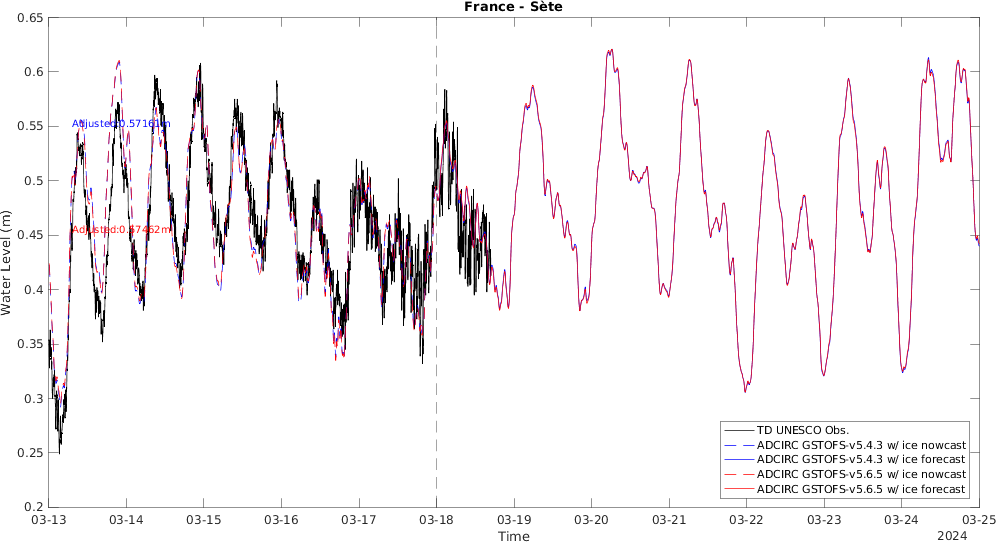 France - Sète
0.65
0.6
0.55
0.5
0.45
0.4
0.35
0.3
0.25
0.2
Water Level (m)
Adjusted:0.57161m
Adjusted:0.57462m
TD UNESCO Obs.
ADCIRC GSTOFS-v5.4.3 w/ ice nowcast
ADCIRC GSTOFS-v5.4.3 w/ ice forecast
ADCIRC GSTOFS-v5.6.5 w/ ice nowcast
ADCIRC GSTOFS-v5.6.5 w/ ice forecast
03-13 03-14 03-15 03-16 03-17 03-18 03-19 03-20 03-21 03-22 03-23 03-24 03-25
Time
2024